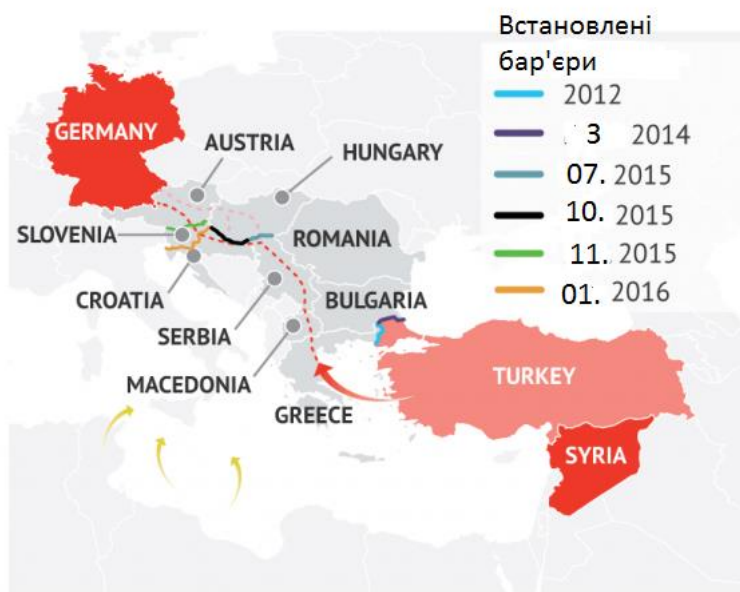 Встановлені
бар'єри
2012
3 2014
07. 2015
10. 2015
11. 2015
01. 2016
GERMANY
AUSTRIA
HUNGARY
SLOVENIA
ROMANIA
CROATIA
BULGARIA
SERBIA
MACEDONIA
GREECE
TURKEY
SYRIA